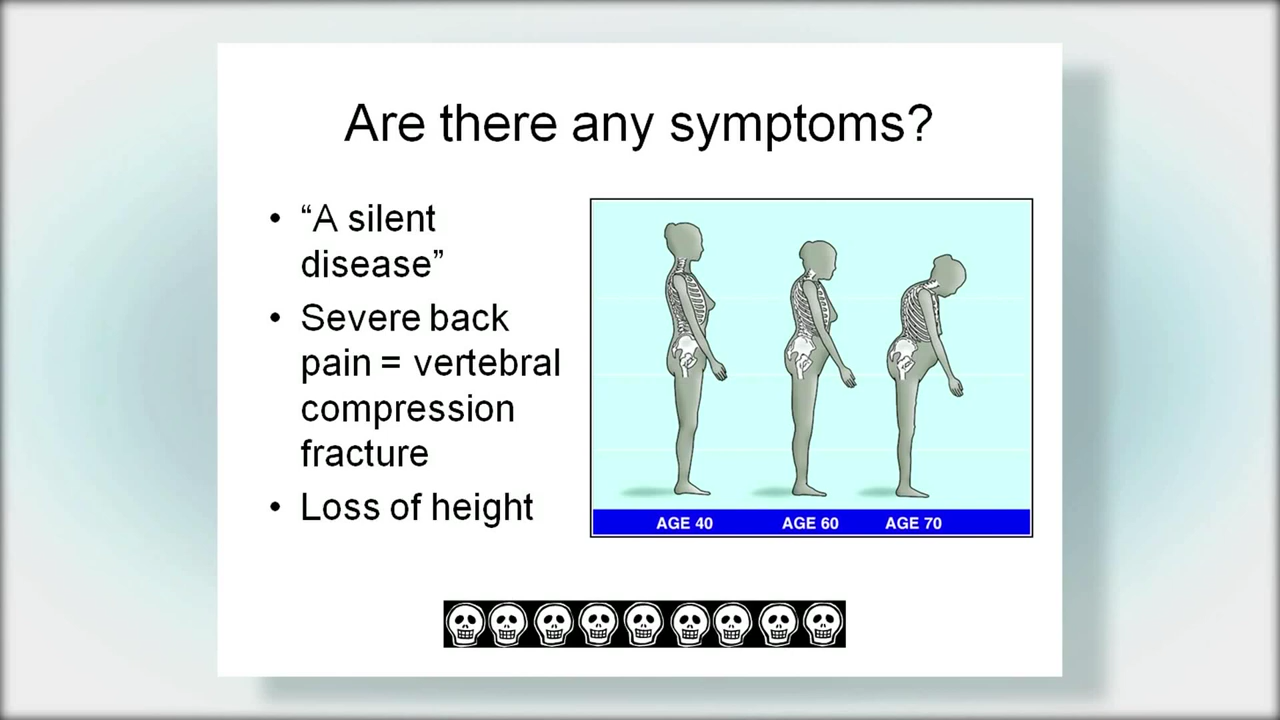 Are there any symptoms?
• “A silent
disease”
• Severe back
pain = vertebral
compression
fracture
• Loss of height
AGE 40 AGE 60 AGE 70